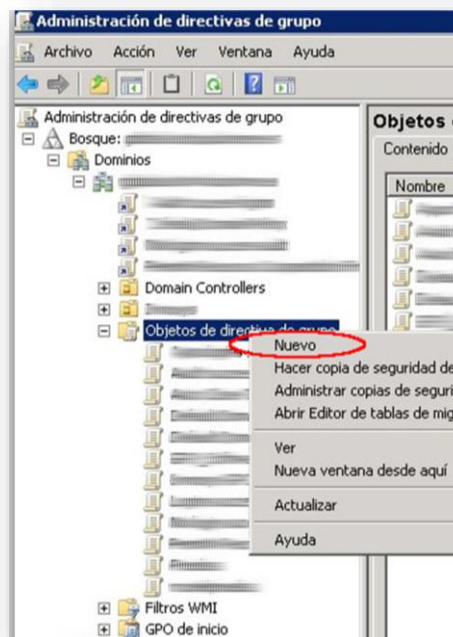 Administración de directivas de grupo
Archivo Acción Ver Ventana Ayuda
Administración de directivas de grupo
Bosque:
Dominios
Domain Controllers
Objetos de directiva de grupo
Filtros WMI
GPO de inicio
Objetos
Contenido
Nombre
Nuevo
Hacer copia de seguridad de
Administrar copias de seguri
Abrir Editor de tablas de mig
Ver
Nueva ventana desde aquí
Actualizar
Ayuda